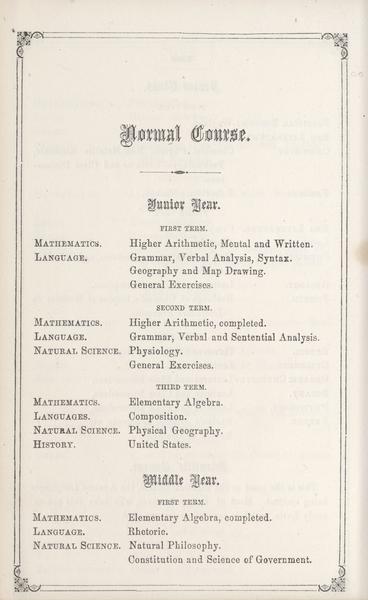 Normal Course.
Junior Year.
FIRST TERM.
MATHEMATICS. Higher Arithmetic, Mental and Written.
LANGUAGE. Grammar, Verbal Analysis, Syntax.
Geography and Map Drawing.
General Exercises.
SECOND TERM.
MATHEMATICS. Higher Arithmetic, completed.
LANGUAGE. Grammar, Verbal and Sentential Analysis.
NATURAL SCIENCE. Physiology.
General Exercises.
THIRD TERM.
MATHEMATICS. Elementary Algebra.
LANGUAGES. Composition.
NATURAL SCIENCE. Physical Geography.
HISTORY. United States.
Middle Year.
FIRST TERM.
MATHEMATICS. Elementary Algebra, completed.
LANGUAGE. Rhetoric.
NATURAL SCIENCE. Natural Philosophy.
Constitution and Science of Government.